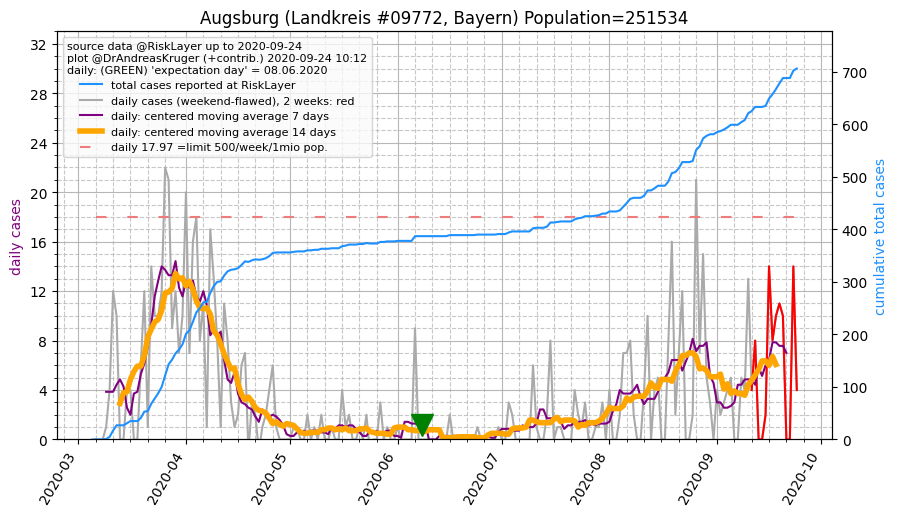 Augsburg (Landkreis #09772, Bayern) Population=251534
source data @RiskLayer up to 2020-09-24
plot @DrAndreasKruger (+contrib.) 2020-09-24 10:12
daily: (GREEN) 'expectation day' = 08.06.2020
total cases reported at RiskLayer
daily cases (weekend-flawed), 2 weeks: red
daily: centered moving average 7 days
daily: centered moving average 14 days
daily 17.97 =limit 500/week/1mio pop.
daily cases
32
28
24
20
16
12
8
4
0
cumulative total cases
700
600
500
400
300
200
100
0
2020-03
2020-04
2020-05
2020-06
2020-07
2020-08
2020-09
2020-10